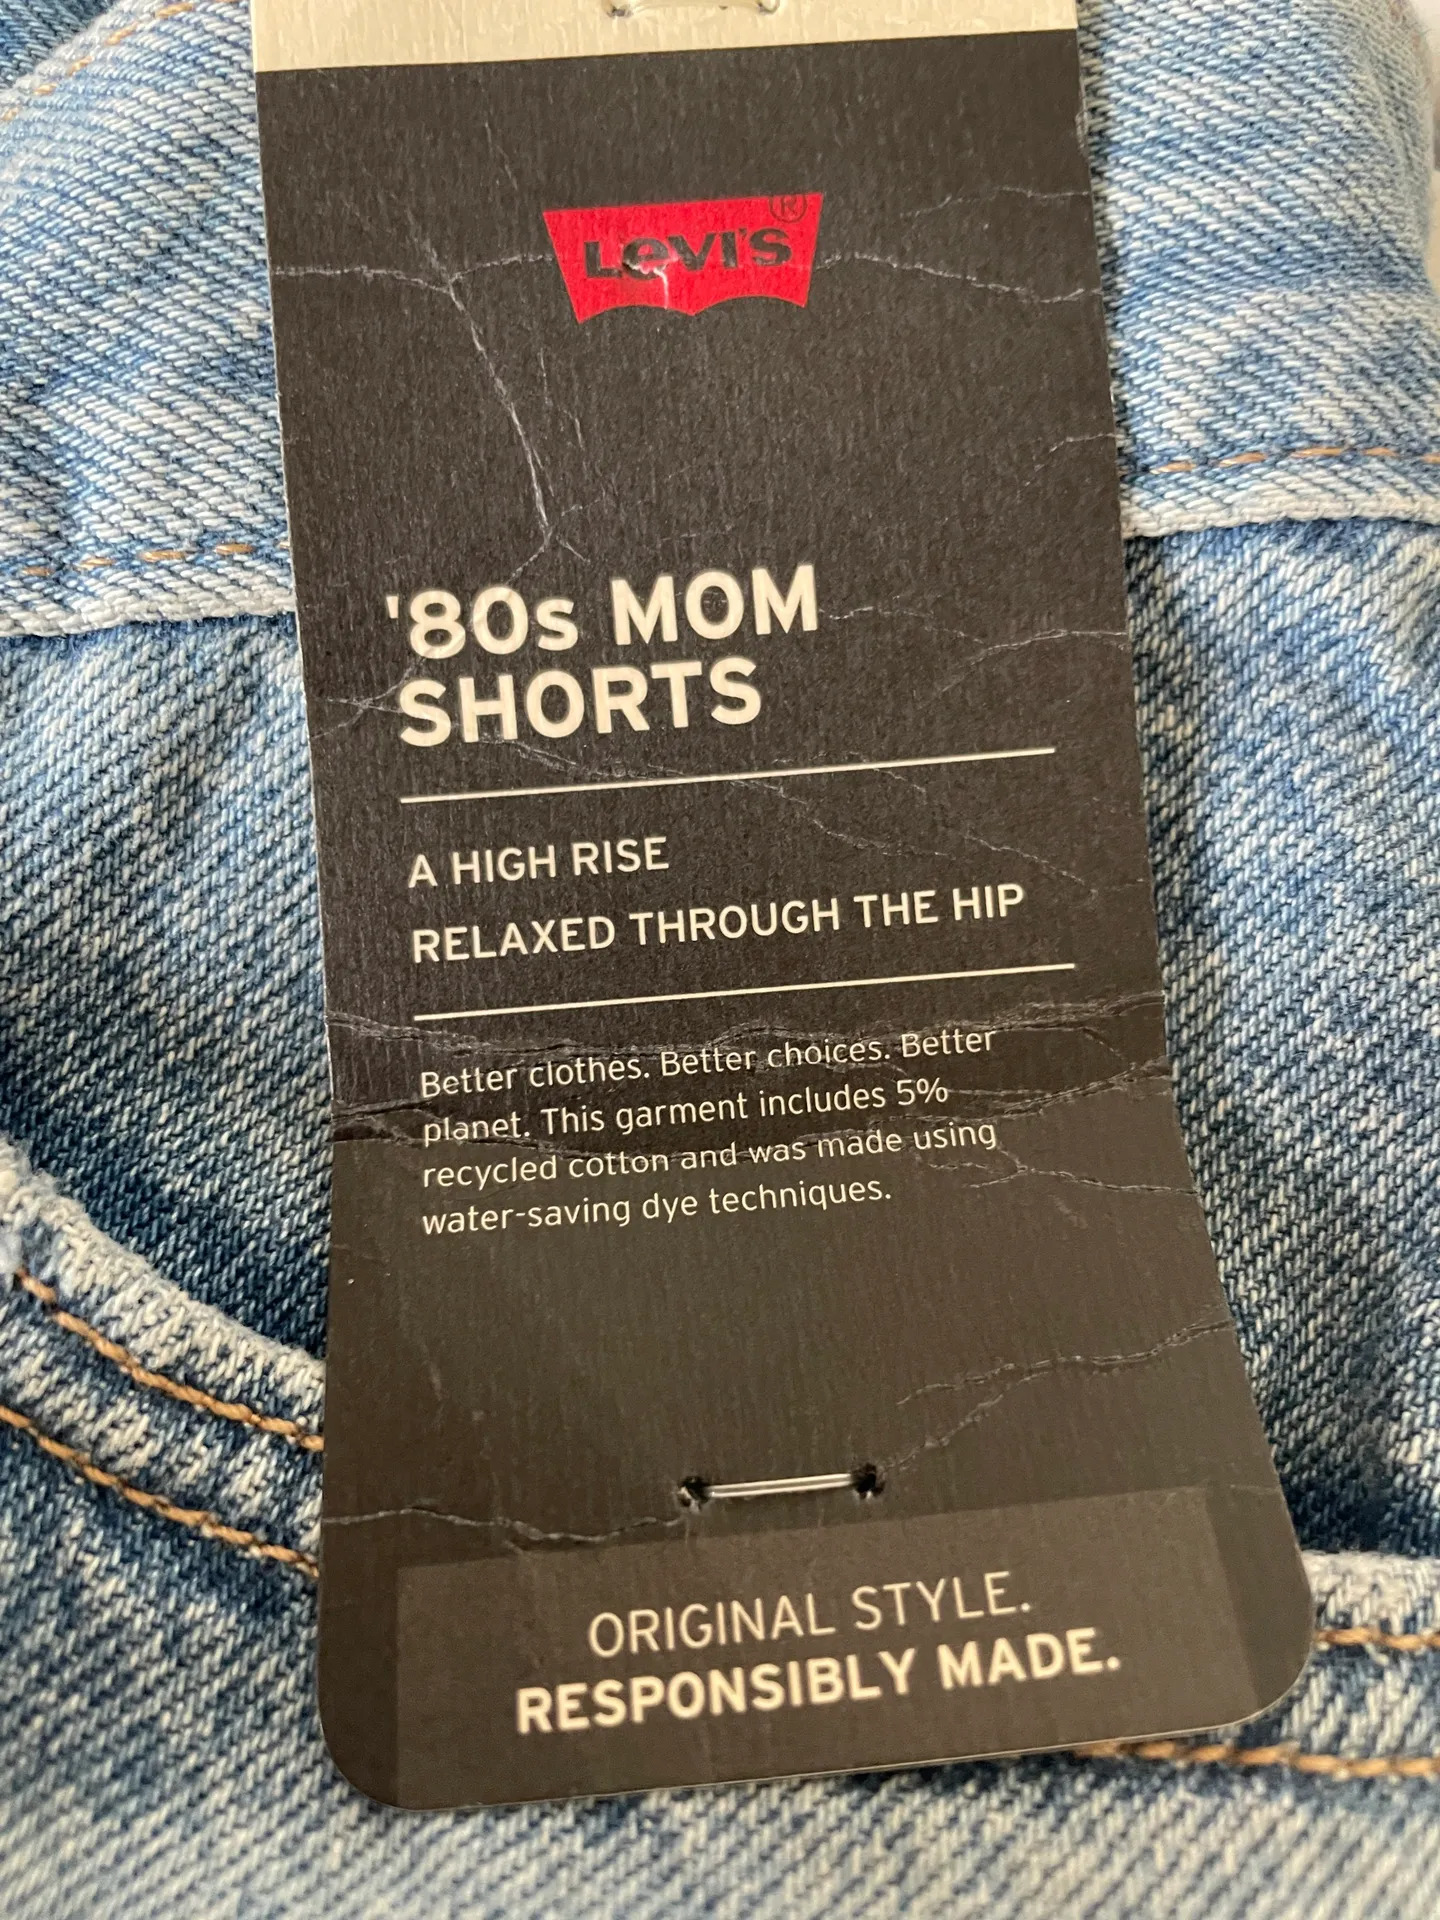 Levi's®
'80s MOM
SHORTS
A HIGH RISE
RELAXED THROUGH THE HIP
Better clothes. Better choices. Better
planet. This garment includes 5%
recycled cotton and was made using
water-saving dye techniques.
ORIGINAL STYLE.
RESPONSIBLY MADE.